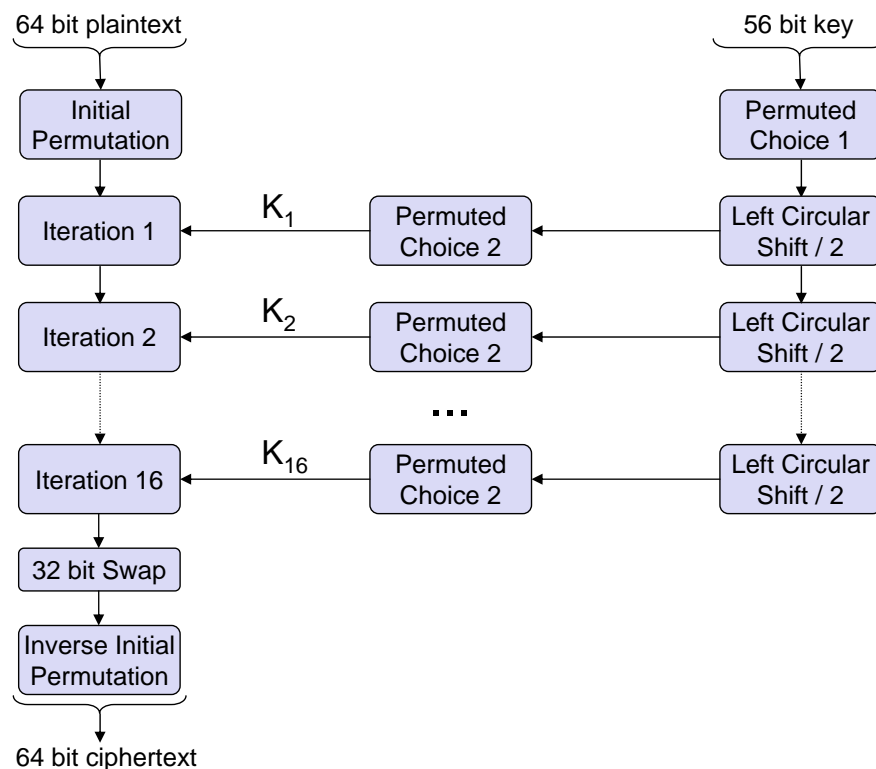 64 bit plaintext
56 bit key
Initial
Permutation
Permuted
Choice 1
Iteration 1
K1
Permuted
Choice 2
Left Circular
Shift / 2
Iteration 2
K2
Permuted
Choice 2
Left Circular
Shift / 2
...
Iteration 16
K16
Permuted
Choice 2
Left Circular
Shift / 2
32 bit Swap
Inverse Initial
Permutation
64 bit ciphertext